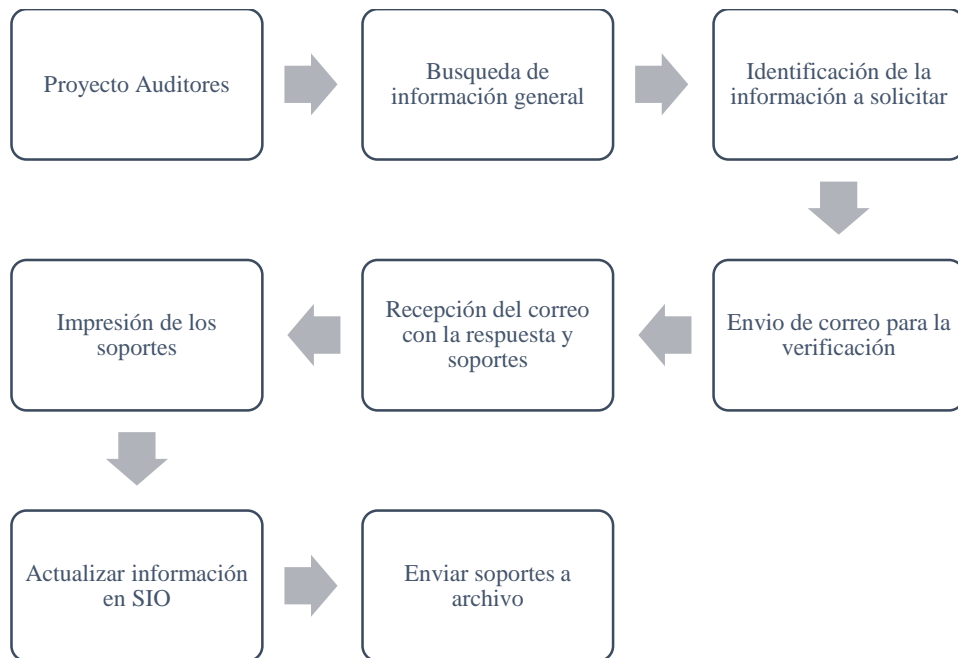 Proyecto Auditores
Busqueda de
información general
Identificación de la
información a solicitar
Envio de correo para la
verificación
Recepción del correo
con la respuesta y
soportes
Impresión de los
soportes
Actualizar información
en SIO
Enviar soportes a
archivo